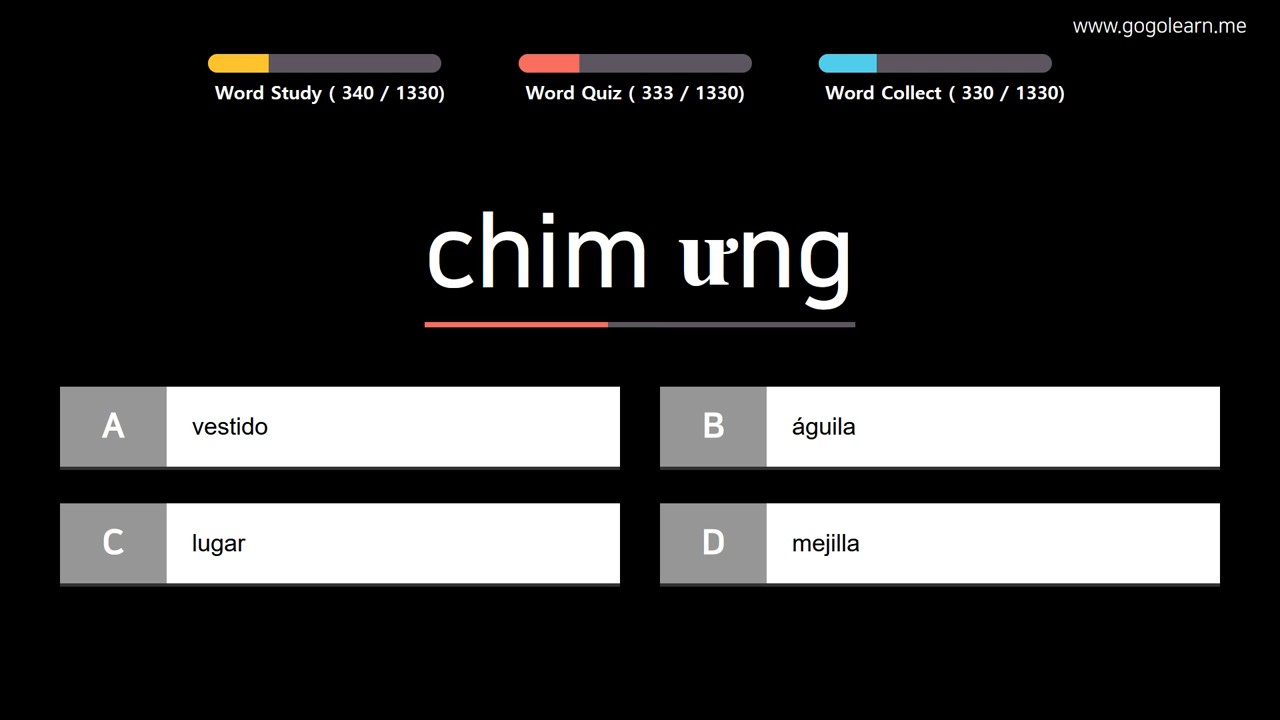 www.gogolearn.me
Word Study ( 340 / 1330)
Word Quiz ( 333 / 1330)
Word Collect ( 330 / 1330)
chim ưng
A vestido
B águila
C lugar
D mejilla